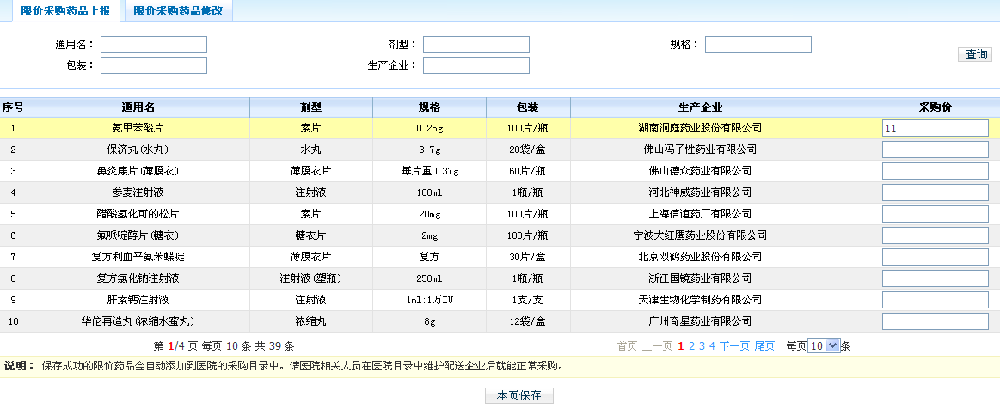 限价采购药品上报 限价采购药品修改
通用名： 剂型： 规格： 查询
包装： 生产企业：
序号 通用名 剂型 规格 包装 生产企业 采购价
1 氨甲苯酸片 素片 0.25g 100片/瓶 湖南洞庭药业股份有限公司 11
2 保济丸(水丸) 水丸 3.7g 20袋/盒 佛山冯了性药业有限公司
3 鼻炎康片(薄膜衣) 薄膜衣片 每片重0.37g 60片/瓶 佛山德众药业有限公司
4 参麦注射液 注射液 100ml 1瓶/瓶 河北神威药业有限公司
5 醋酸氢化可的松片 素片 20mg 100片/瓶 上海信谊药厂有限公司
6 氟哌啶醇片(糖衣) 糖衣片 2mg 100片/瓶 宁波大红鹰药业股份有限公司
7 复方利血平氨苯蝶啶 薄膜衣片 复方 30片/盒 北京双鹤药业股份有限公司
8 复方氯化钠注射液 注射液(塑瓶) 250ml 1瓶/瓶 浙江国镜药业有限公司
9 肝素钙注射液 注射液 1ml:1万IU 1支/支 天津生物化学制药有限公司
10 华佗再造丸(浓缩水蜜丸) 浓缩丸 8g 12袋/盒 广州奇星药业有限公司
第 1/4 页 每页 10 条 共 39 条 首页 上一页 1 2 3 4 下一页 尾页 每页 10 条
说明： 保存成功的限价药品会自动添加到医院的采购目录中。请医院相关人员在医院目录中维护配送企业后就能正常采购。
本页保存